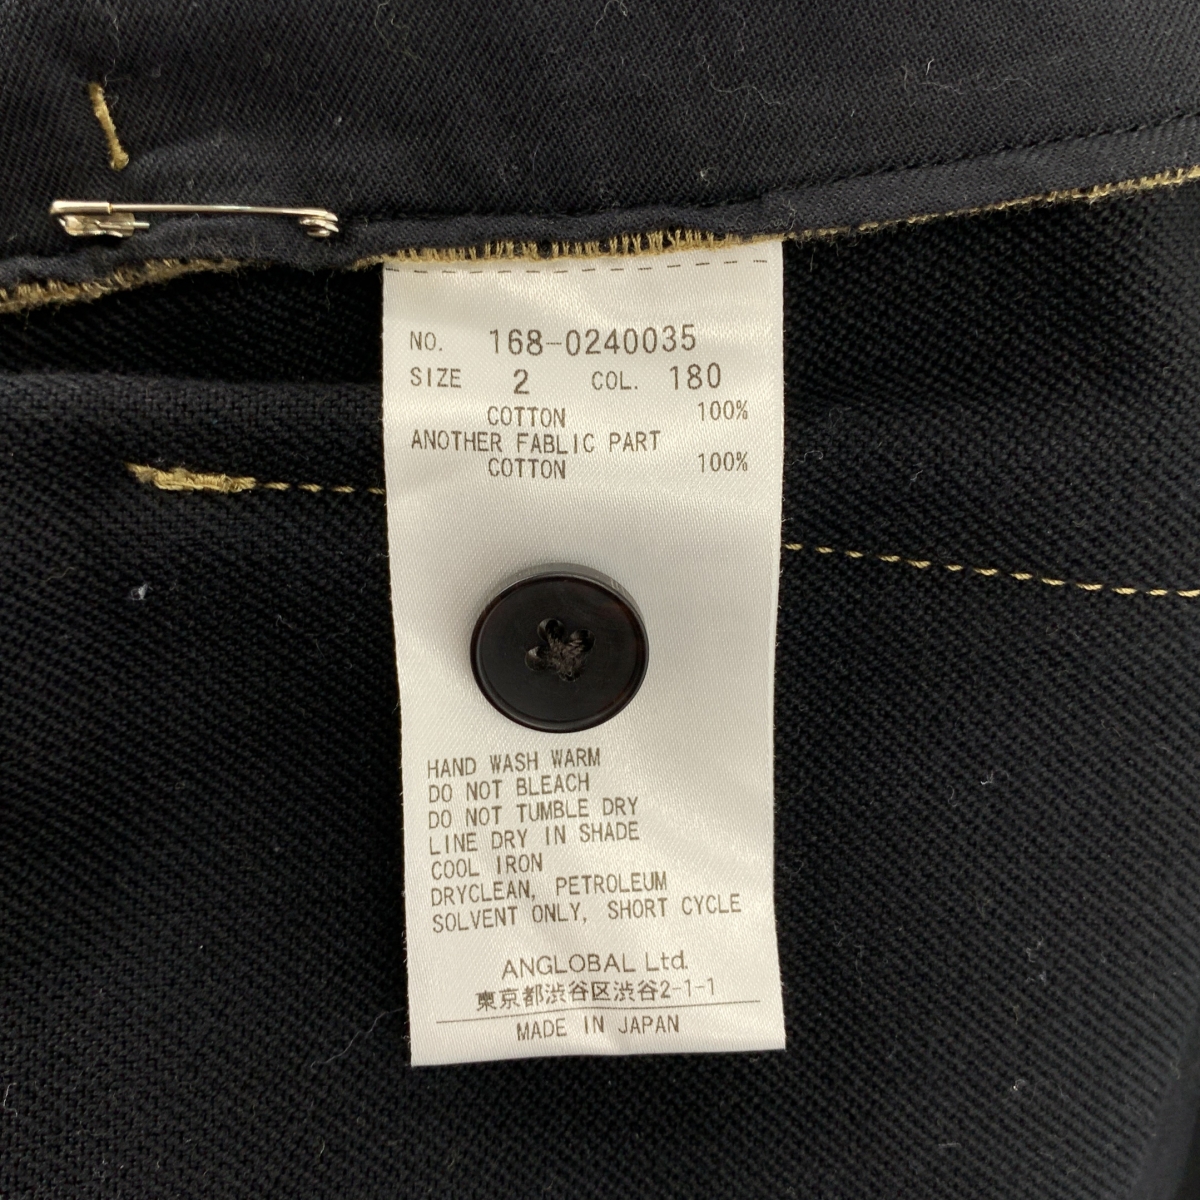 NO. 168-0240035
SIZE 2 COL. 180
COTTON 100%
ANOTHER FABLIC PART
COTTON 100%
HAND WASH WARM
DO NOT BLEACH
DO NOT TUMBLE DRY
LINE DRY IN SHADE
COOL IRON
DRYCLEAN, PETROLEUM
SOLVENT ONLY, SHORT CYCLE
ANGLOBAL Ltd.
東京都渋谷区渋谷2-1-1
MADE IN JAPAN